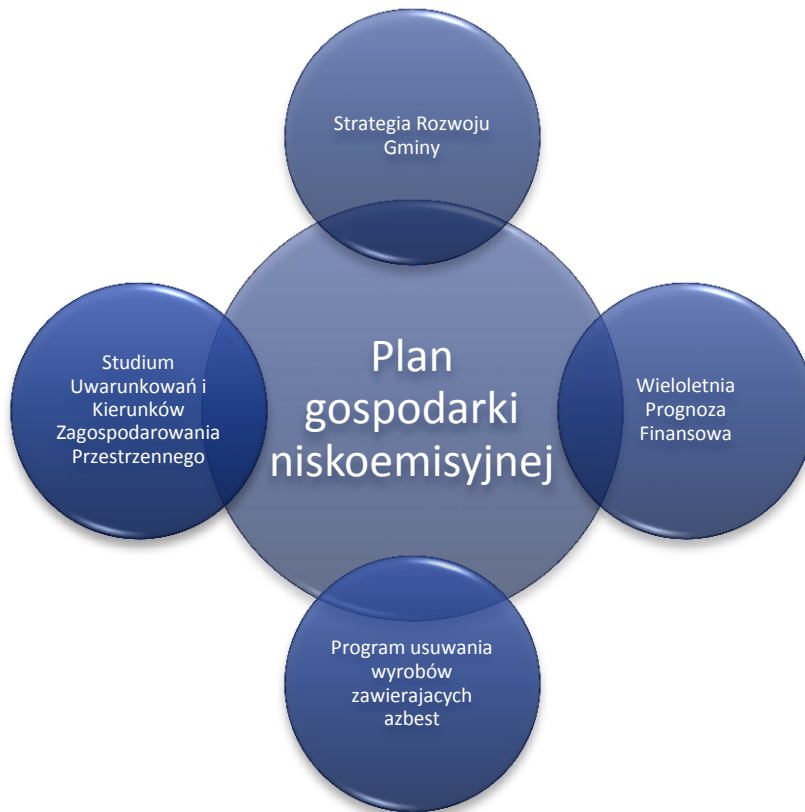 Strategia Rozwoju
Gminy
Plan
gospodarki
niskoemisyjnej
Studium
Uwarunkowań i
Kierunków
Zagospodarowania
Przestrzennego
Wieloletnia
Prognoza
Finansowa
Program usuwania
wyrobów
zawierajacych
azbest